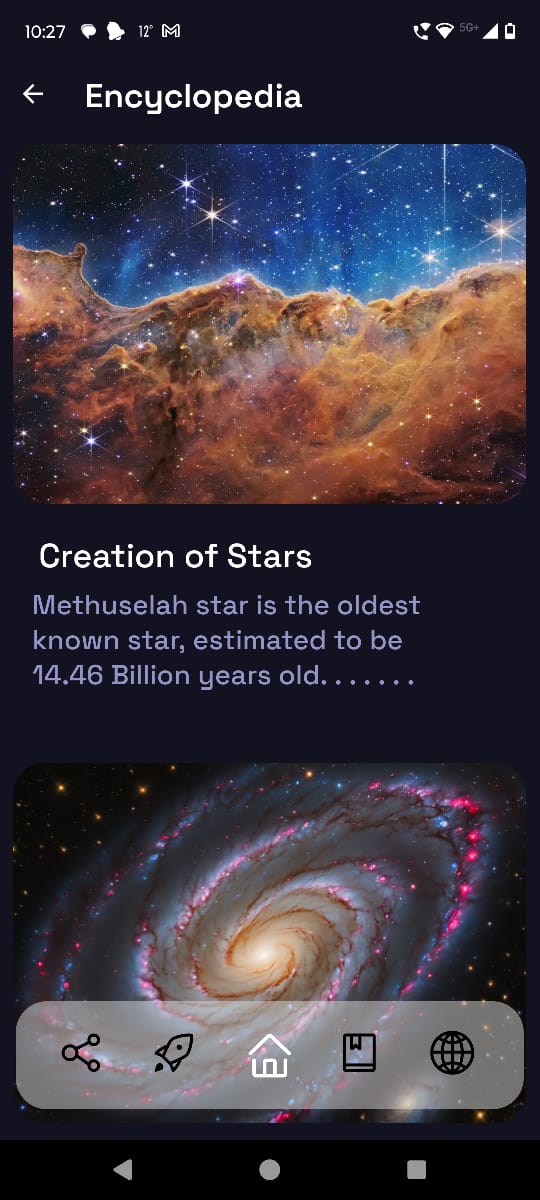 10:27 12° 5G+
Encyclopedia
Creation of Stars
Methuselah star is the oldest
known star, estimated to be
14.46 Billion years old. . . . . . .